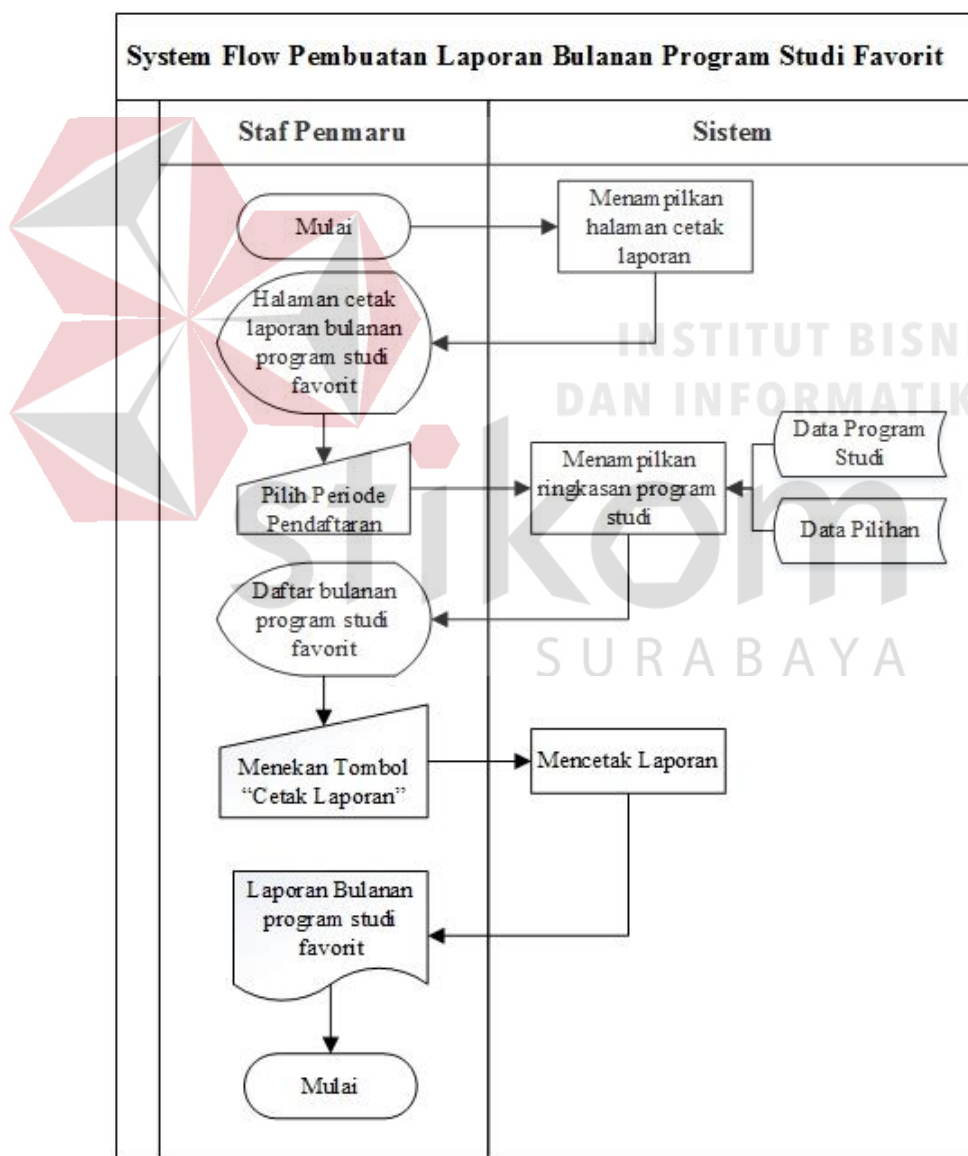 System Flow Pembuatan Laporan Bulanan Program Studi Favorit
Staf Penmaru
Sistem
Mulai
Menampilkan
halaman cetak
laporan
Halaman cetak
laporan bulanan
program studi
favorit
INSTITUT BISNI
DAN INFORMATIK
Pilih Periode
Pendaftaran
Menampilkan
ringkasan program
studi
Data Program
Studi
Data Pilihan
stikom
SURABAYA
Daftar bulanan
program studi
favorit
Menekan Tombol
“Cetak Laporan”
Mencetak Laporan
Laporan Bulanan
program studi
favorit
Mulai